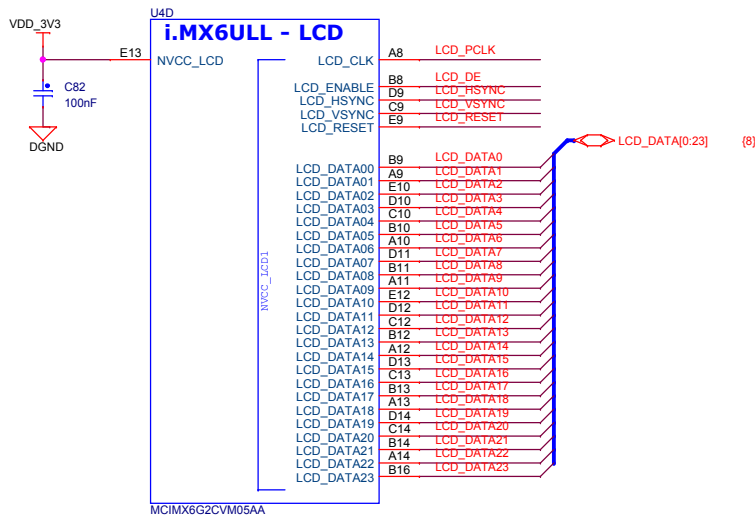 U4D
VDD_3V3
i.MX6ULL - LCD
E13
NVCC_LCD
C82
100nF
DGND
NVCC_LCD1
LCD_CLK A8 LCD_PCLK
LCD_ENABLE B8 LCD_DE
LCD_HSYNC D9 LCD_HSYNC
LCD_VSYNC C9 LCD_VSYNC
LCD_RESET E9 LCD_RESET
LCD_DATA[0:23] {8}
LCD_DATA00 B9 LCD_DATA0
LCD_DATA01 A9 LCD_DATA1
LCD_DATA02 E10 LCD_DATA2
LCD_DATA03 D10 LCD_DATA3
LCD_DATA04 C10 LCD_DATA4
LCD_DATA05 B10 LCD_DATA5
LCD_DATA06 A10 LCD_DATA6
LCD_DATA07 D11 LCD_DATA7
LCD_DATA08 B11 LCD_DATA8
LCD_DATA09 A11 LCD_DATA9
LCD_DATA10 E12 LCD_DATA10
LCD_DATA11 D12 LCD_DATA11
LCD_DATA12 C12 LCD_DATA12
LCD_DATA13 B12 LCD_DATA13
LCD_DATA14 A12 LCD_DATA14
LCD_DATA15 D13 LCD_DATA15
LCD_DATA16 C13 LCD_DATA16
LCD_DATA17 B13 LCD_DATA17
LCD_DATA18 A13 LCD_DATA18
LCD_DATA19 D14 LCD_DATA19
LCD_DATA20 C14 LCD_DATA20
LCD_DATA21 B14 LCD_DATA21
LCD_DATA22 A14 LCD_DATA22
LCD_DATA23 B16 LCD_DATA23
MCIMX6G2CVM05AA